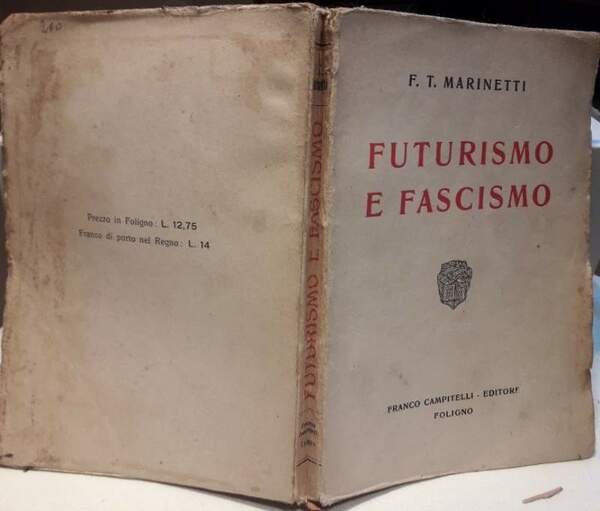 210
Prezzo in Foligno: L. 12,75
Franco di porto nel Regno: L. 14
FUTURISMO E FASCISMO
F. T. MARINETTI
FUTURISMO
E FASCISMO
FRANCO CAMPITELLI - EDITORE
FOLIGNO